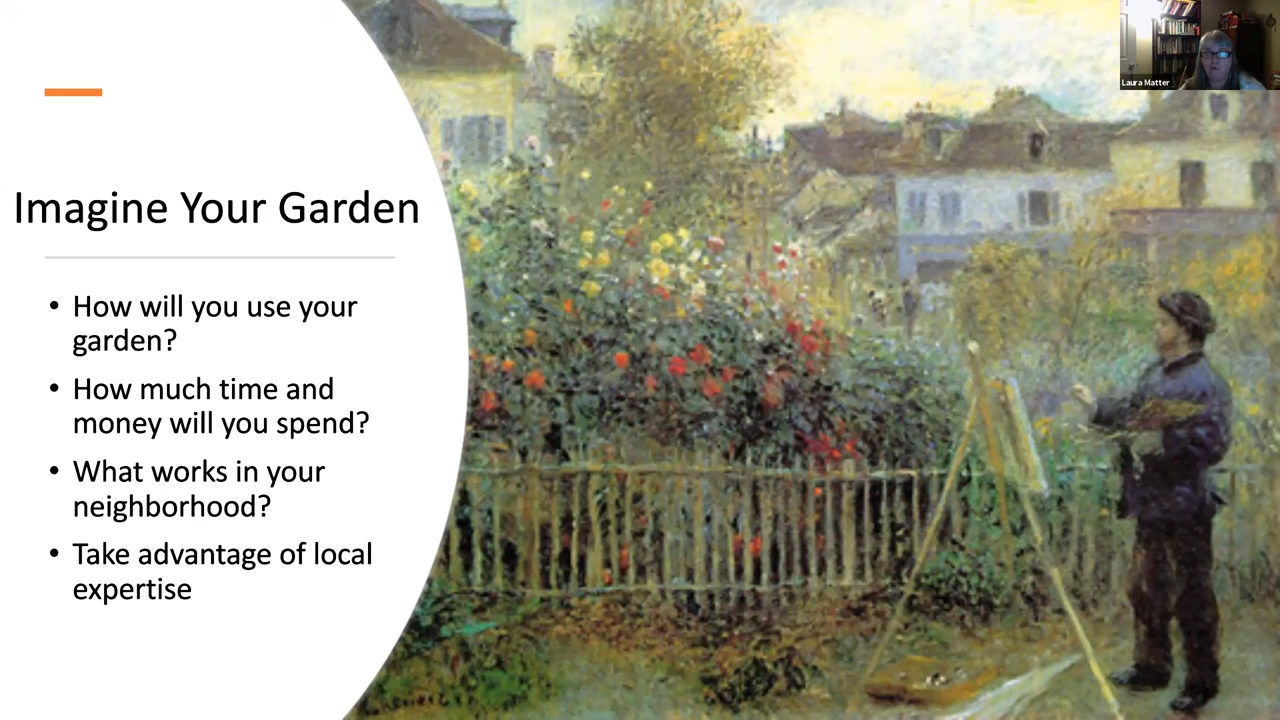 Laura Matter
Imagine Your Garden
• How will you use your
garden?
• How much time and
money will you spend?
• What works in your
neighborhood?
• Take advantage of local
expertise